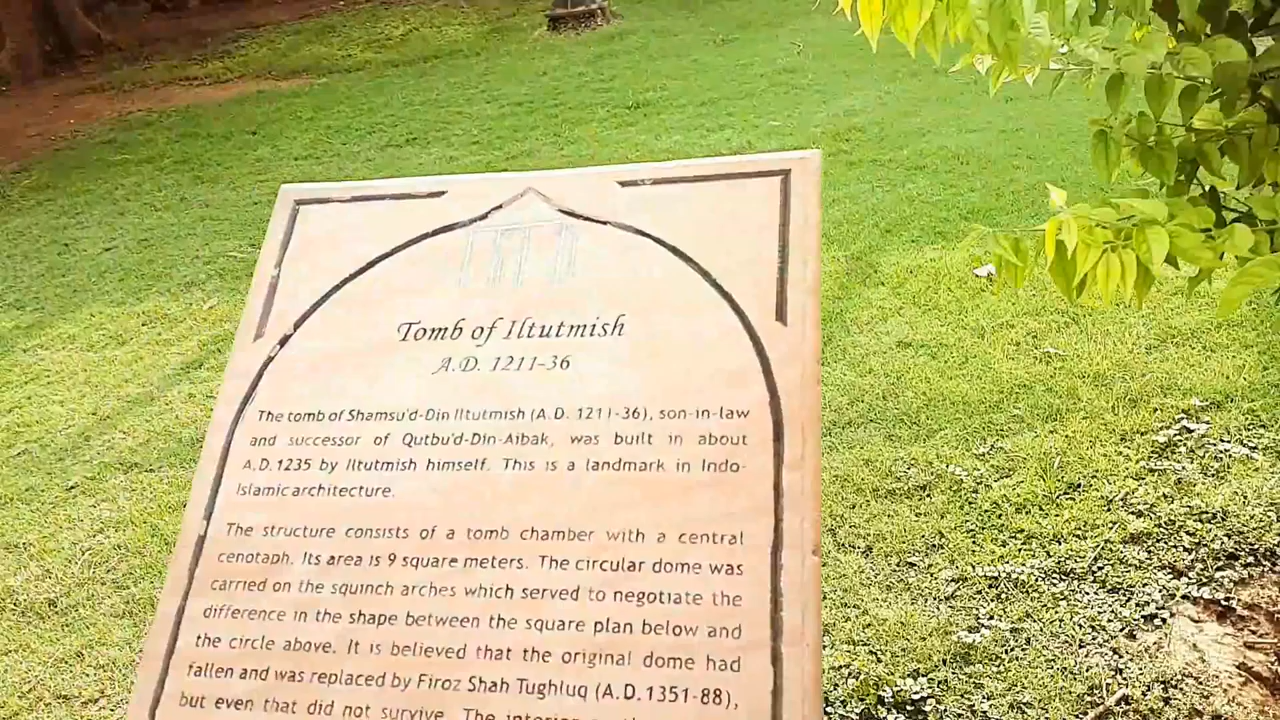 Tomb of Iltutmish
A.D. 1211-36
The tomb of Shamsu'd-Din Iltutmish (A.D. 1211-36), son-in-law
and successor of Qutbu'd-Din-Aibak, was built in about
A.D.1235 by Iltutmish himself. This is a landmark in Indo-
Islamic architecture.
The structure consists of a tomb chamber with a central
cenotaph. Its area is 9 square meters. The circular dome was
carried on the squinch arches which served to negotiate the
difference in the shape between the square plan below and
the circle above. It is believed that the original dome had
fallen and was replaced by Firoz Shah Tughluq (A.D.1351-88),
but even that did not survive. The